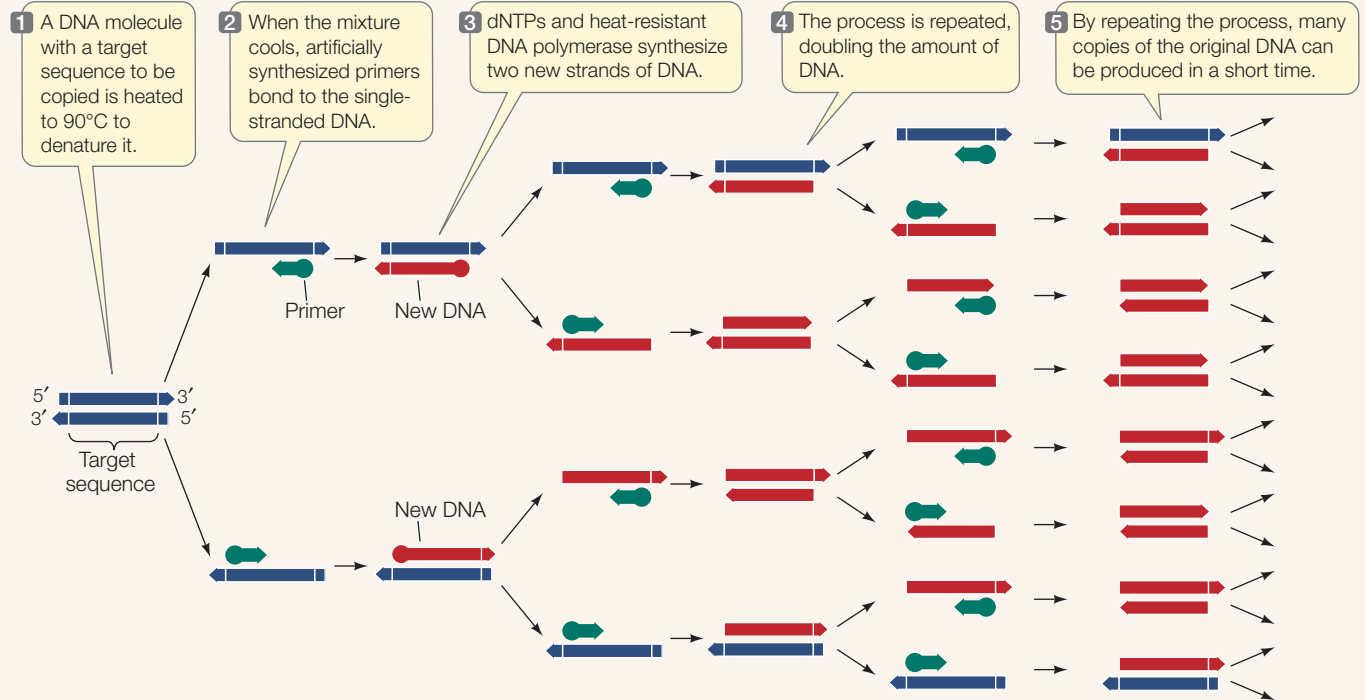 1 A DNA molecule
with a target
sequence to be
copied is heated
to 90°C to
denature it.
2 When the mixture
cools, artificially
synthesized primers
bond to the single-
stranded DNA.
3 dNTPs and heat-resistant
DNA polymerase synthesize
two new strands of DNA.
4 The process is repeated,
doubling the amount of
DNA.
5 By repeating the process, many
copies of the original DNA can
be produced in a short time.
Primer
New DNA
5′ 3′
3′ 5′
Target
sequence
New DNA